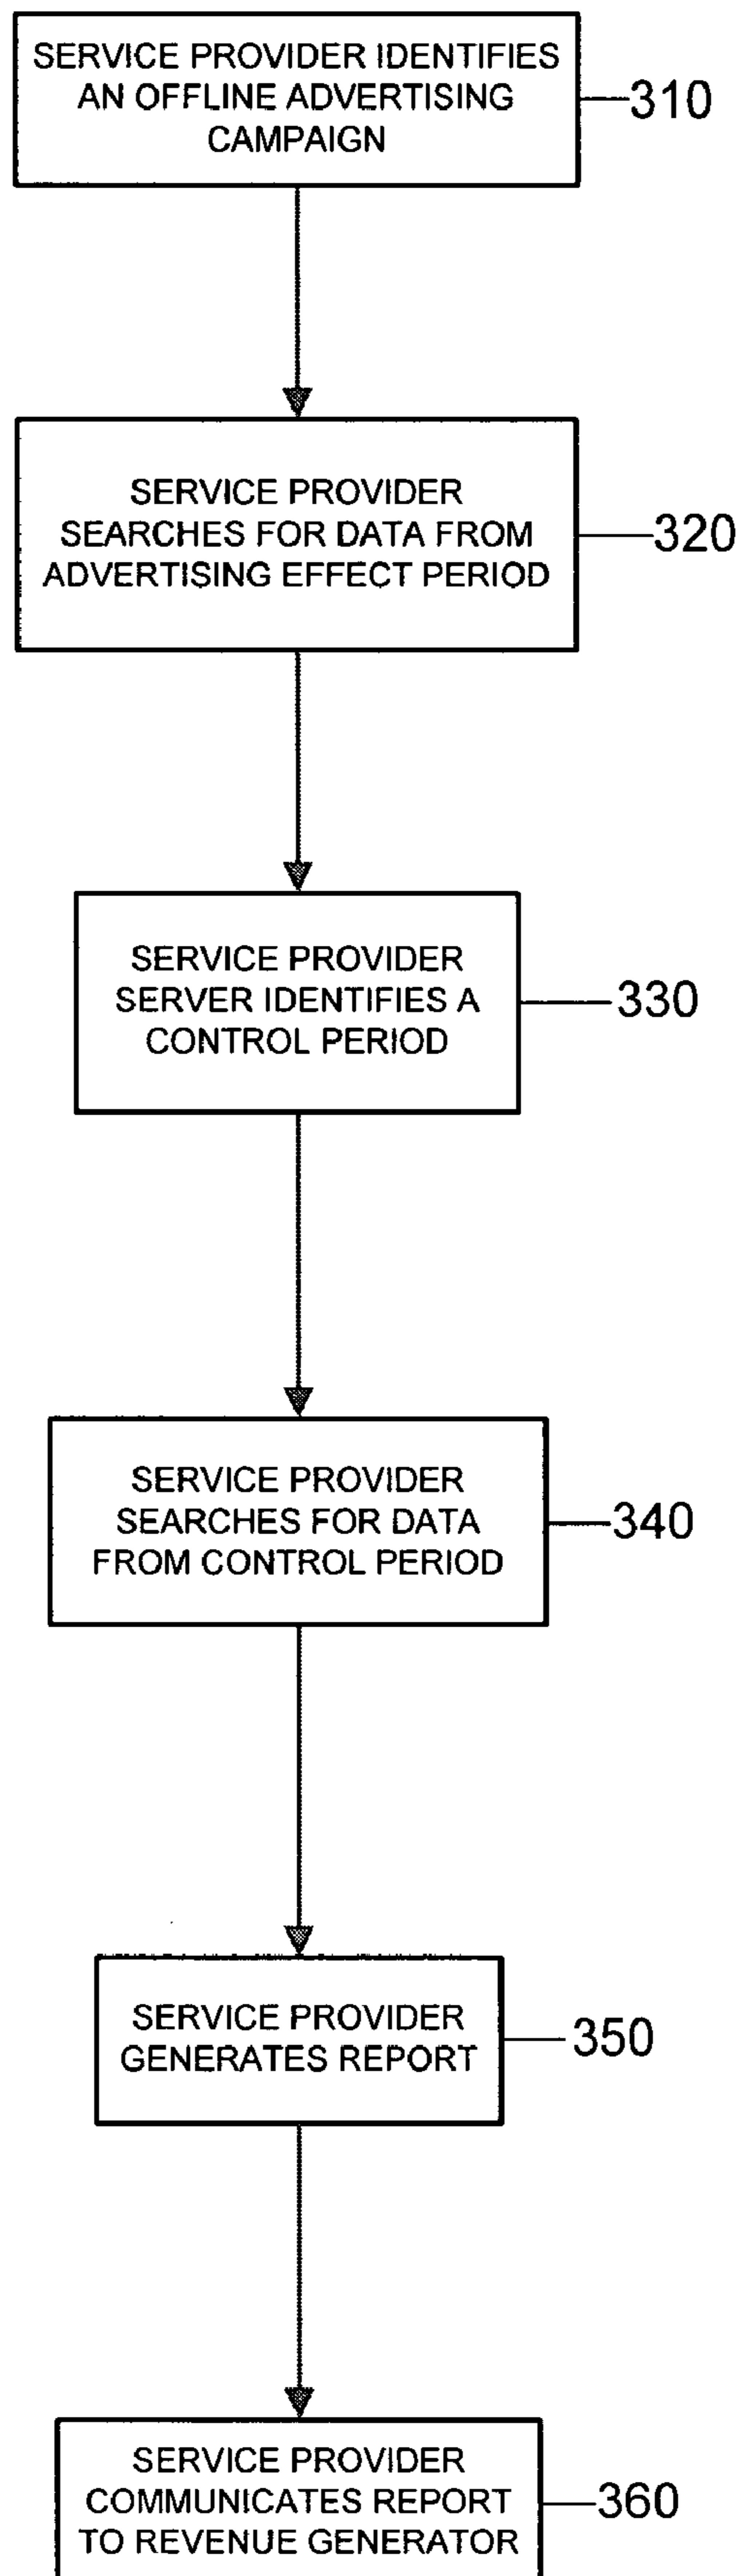 SERVICE PROVIDER IDENTIFIES
AN OFFLINE ADVERTISING
CAMPAIGN
310
SERVICE PROVIDER
SEARCHES FOR DATA FROM
ADVERTISING EFFECT PERIOD
320
SERVICE PROVIDER
SERVER IDENTIFIES A
CONTROL PERIOD
330
SERVICE PROVIDER
SEARCHES FOR DATA
FROM CONTROL PERIOD
340
SERVICE PROVIDER
GENERATES REPORT
350
SERVICE PROVIDER
COMMUNICATES REPORT
TO REVENUE GENERATOR
360